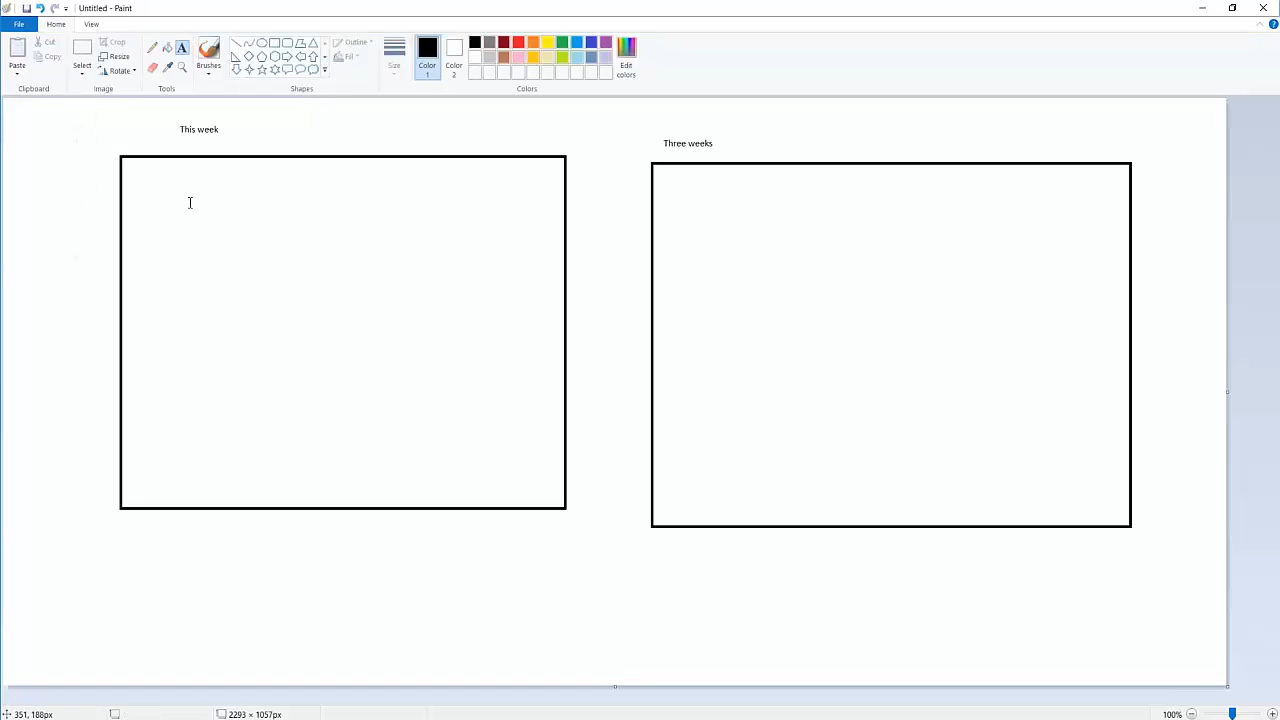 Untitled - Paint
File
Home
View
Paste
Cut
Copy
Clipboard
Select
Crop
Resize
Rotate
Image
Tools
A
Brushes
Shapes
Outline
Fill
Size
Color 1
Color 2
Edit colors
Colors
This week
Three weeks
351, 188px
2293 × 1057px
100%